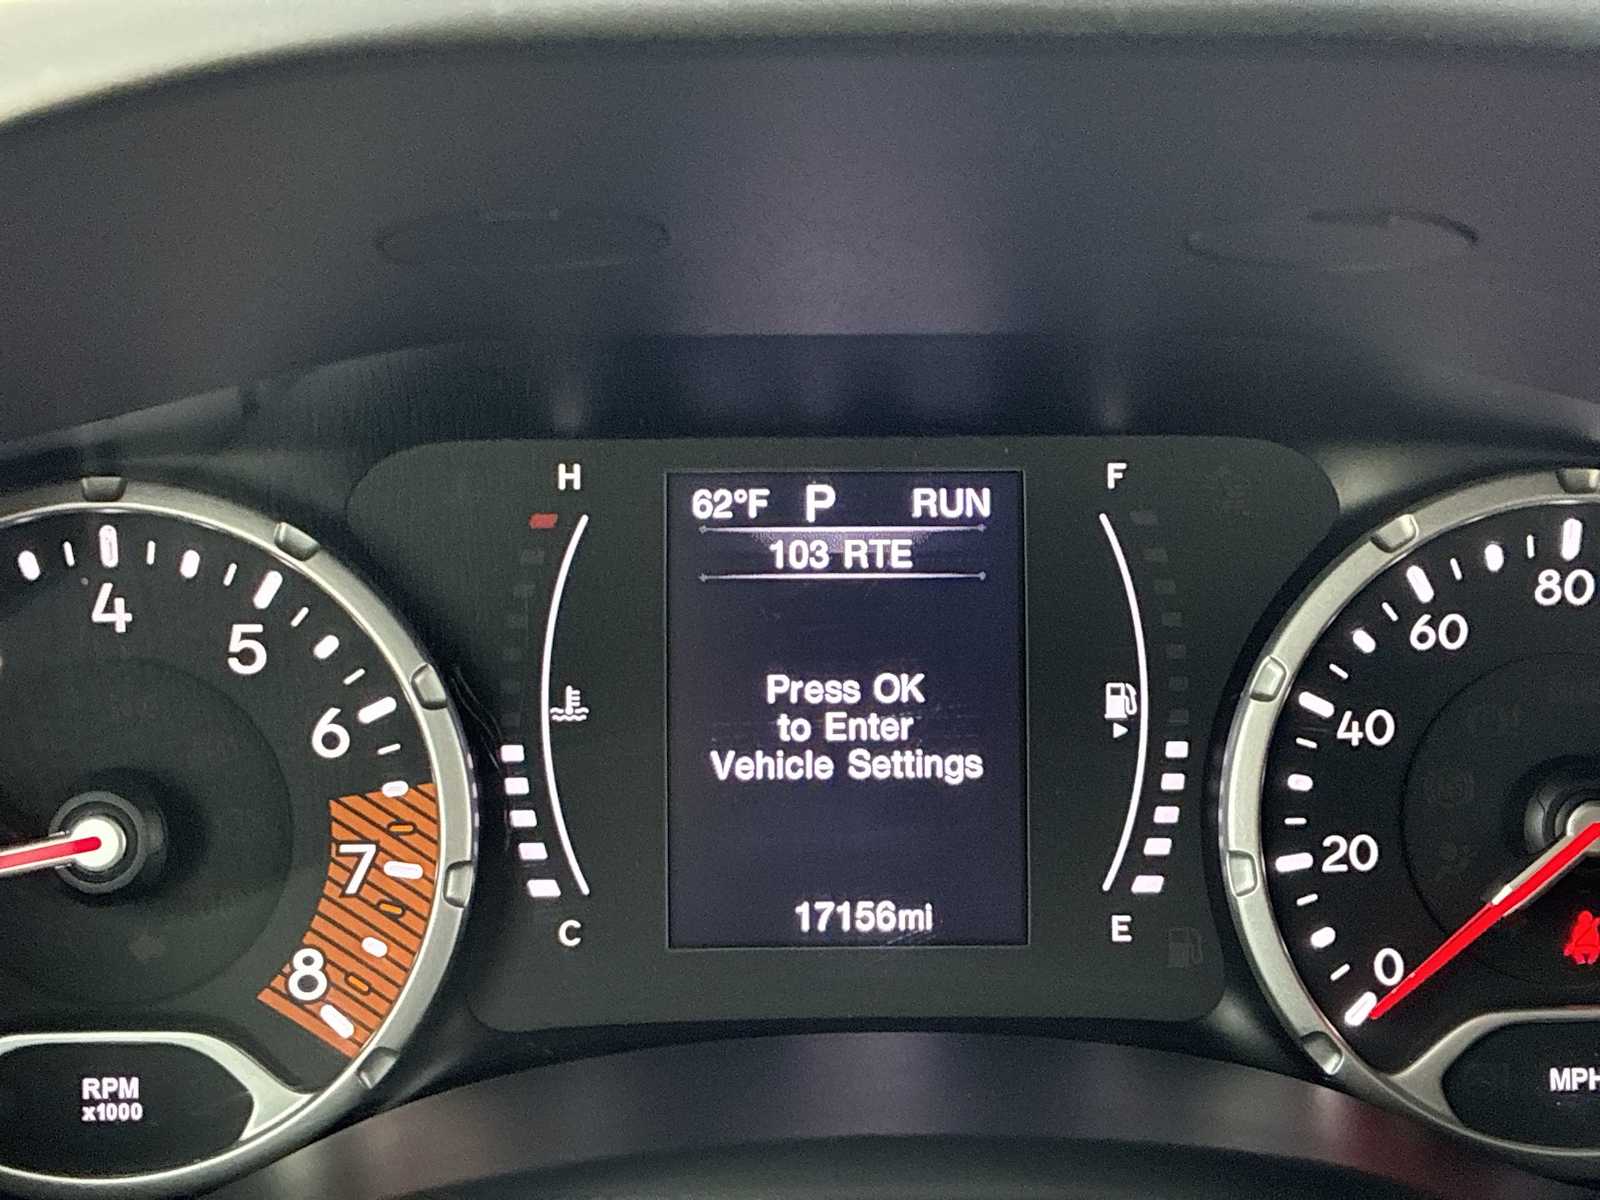 H
F
62°F P RUN
103 RTE
4
5
6
7
8
Press OK
to Enter
Vehicle Settings
80
60
40
20
0
17156mi
C
E
RPM
x1000
MPH